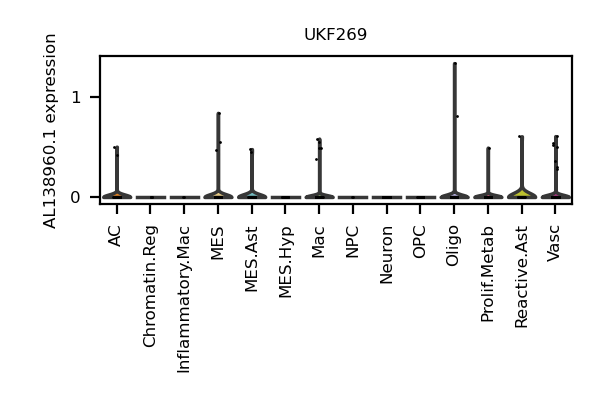 UKF269
AL138960.1 expression
1
0
AC
Chromatin.Reg
Inflammatory.Mac
MES
MES.Ast
MES.Hyp
Mac
NPC
Neuron
OPC
Oligo
Prolif.Metab
Reactive.Ast
Vasc